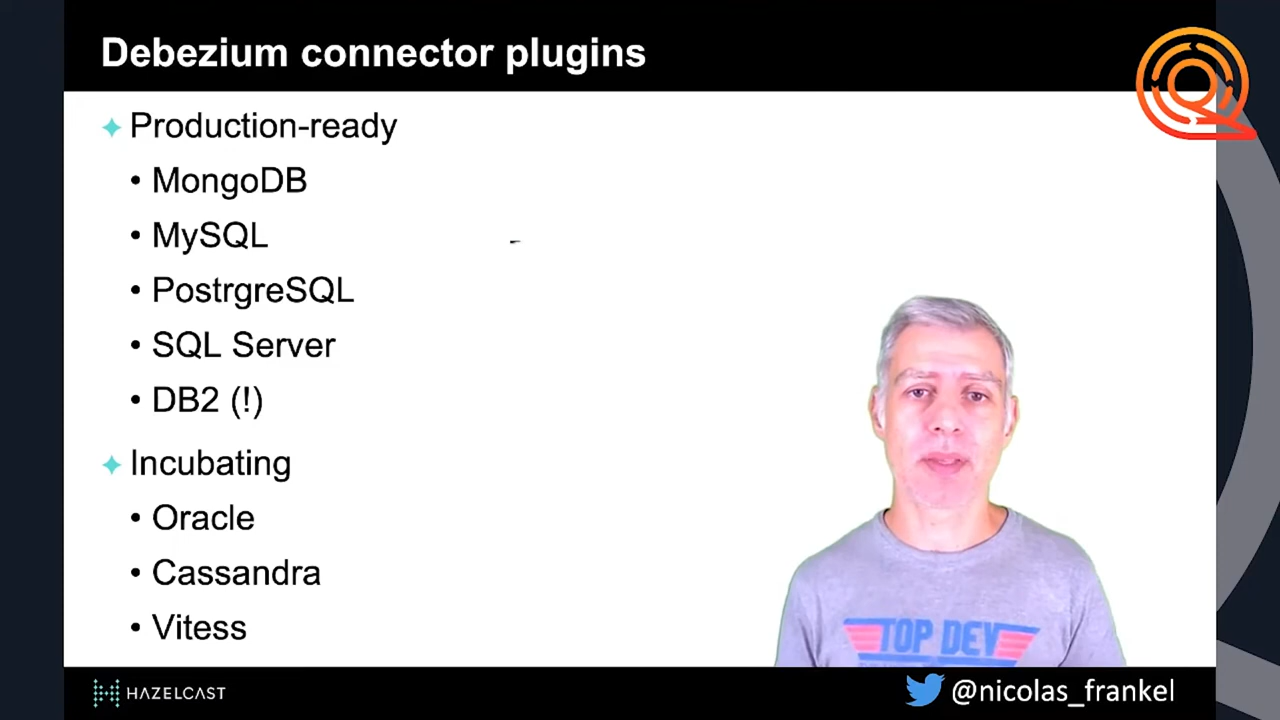 Debezium connector plugins
Production-ready
• MongoDB
• MySQL
• PostrgreSQL
• SQL Server
• DB2 (!)
Incubating
• Oracle
• Cassandra
• Vitess
TOP DEV
HAZELCAST
@nicolas_frankel